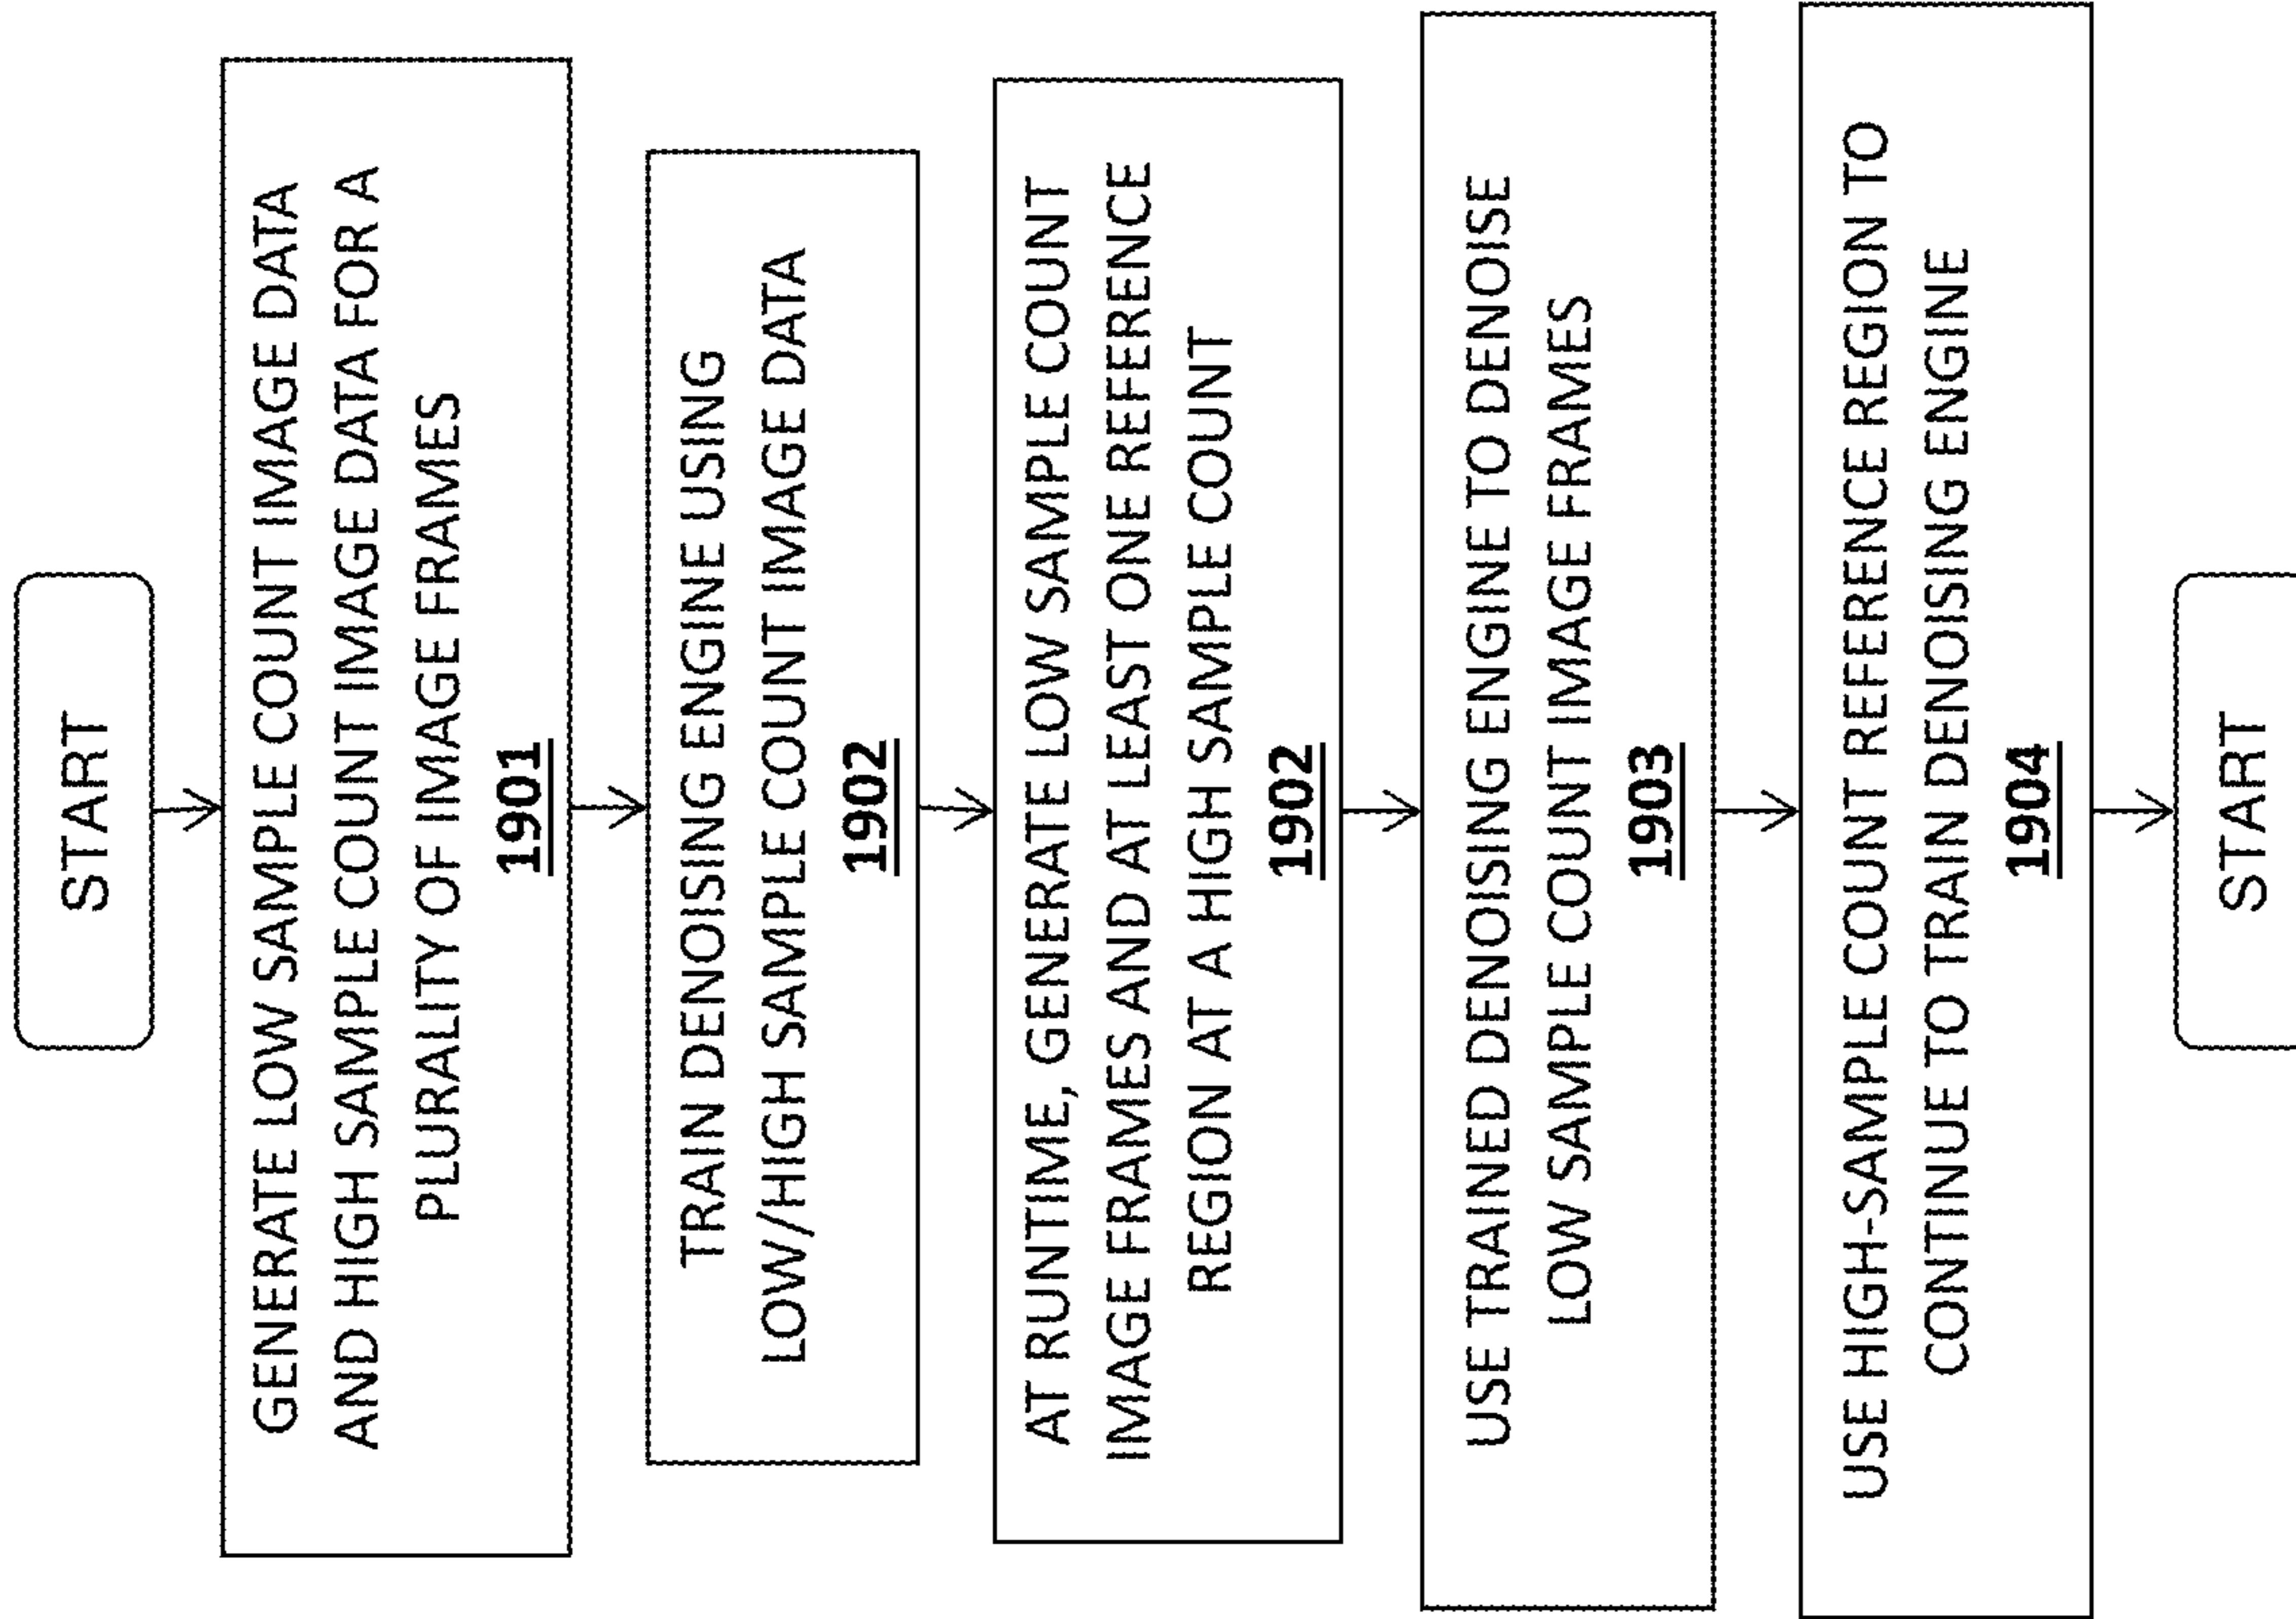 START
GENERATE LOW SAMPLE COUNT IMAGE DATA
AND HIGH SAMPLE COUNT IMAGE DATA FOR A
PLURALITY OF IMAGE FRAMES
1901
TRAIN DENOISING ENGINE USING
LOW/HIGH SAMPLE COUNT IMAGE DATA
1902
AT RUNTIME, GENERATE LOW SAMPLE COUNT
IMAGE FRAMES AND AT LEAST ONE REFERENCE
REGION AT A HIGH SAMPLE COUNT
1902
USE TRAINED DENOISING ENGINE TO DENOISE
LOW SAMPLE COUNT IMAGE FRAMES
1903
USE HIGH-SAMPLE COUNT REFERENCE REGION TO
CONTINUE TO TRAIN DENOISING ENGINE
1904
START